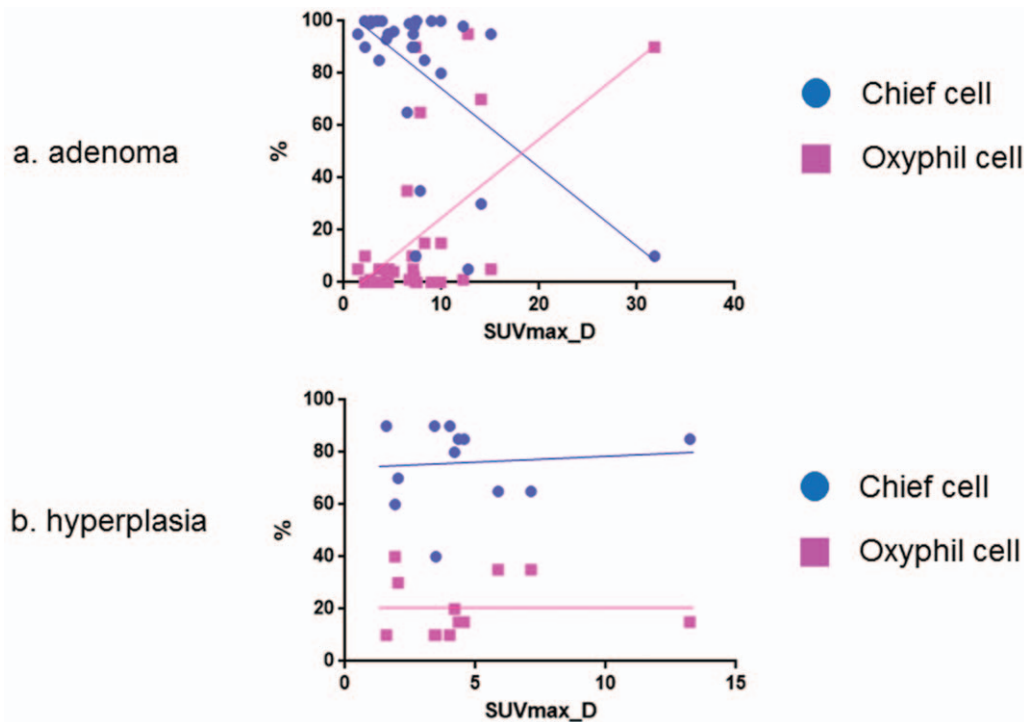 a. adenoma
%
100
80
60
40
20
0
0 10 20 30 40
SUVmax_D
Chief cell
Oxyphil cell
b. hyperplasia
%
100
80
60
40
20
0
0 5 10 15
SUVmax_D
Chief cell
Oxyphil cell